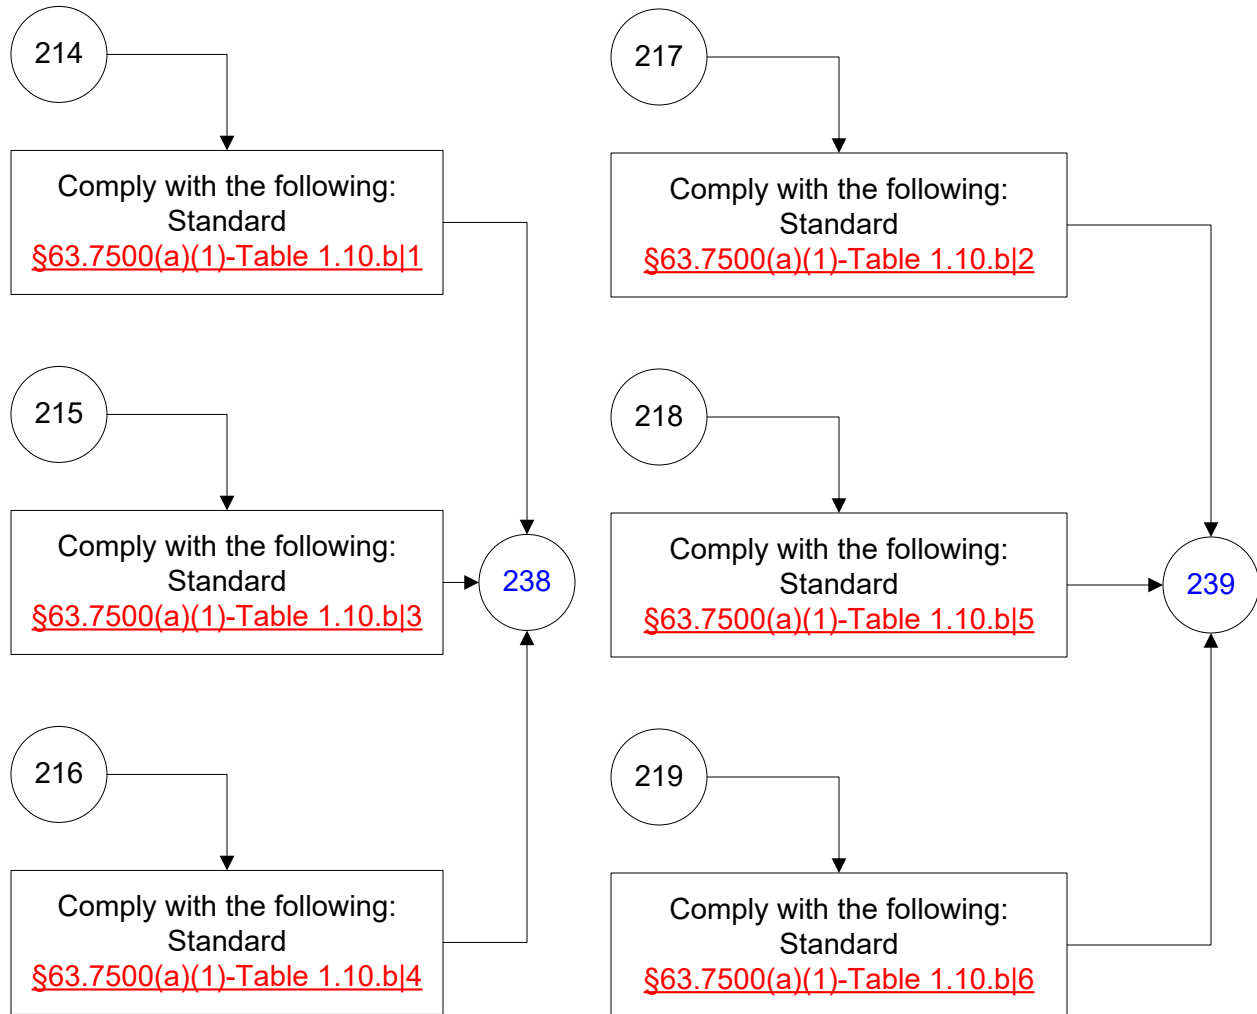 214
Comply with the following:
Standard
§63.7500(a)(1)-Table 1.10.b|1
215
Comply with the following:
Standard
§63.7500(a)(1)-Table 1.10.b|3
238
216
Comply with the following:
Standard
§63.7500(a)(1)-Table 1.10.b|4
217
Comply with the following:
Standard
§63.7500(a)(1)-Table 1.10.b|2
218
Comply with the following:
Standard
§63.7500(a)(1)-Table 1.10.b|5
239
219
Comply with the following:
Standard
§63.7500(a)(1)-Table 1.10.b|6